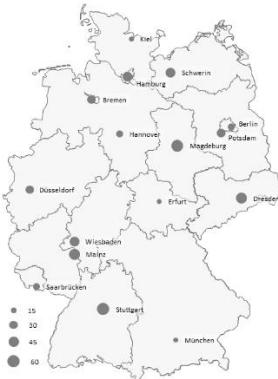 Kiel
Schwerin
Hamburg
Bremen
Berlin
Potsdam
Hannover
Magdeburg
Düsseldorf
Dresden
Erfurt
Wiesbaden
Mainz
Saarbrücken
Stuttgart
München
15
30
45
60